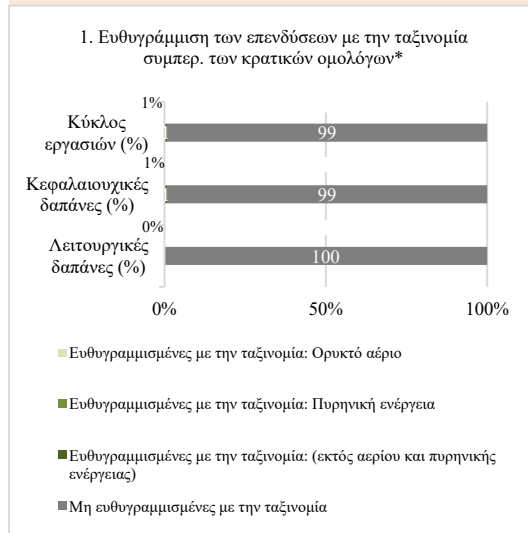 1. Ευθυγράμμιση των επενδύσεων με την ταξινομία
συμπερ. των κρατικών ομολόγων*
1%
Κύκλος
εργασιών (%)
99
1%
Κεφαλαιουχικές
δαπάνες (%)
99
0%
Λειτουργικές
δαπάνες (%)
100
0%
50%
100%
Ευθυγραμμισμένες με την ταξινομία: Ορυκτό αέριο
Ευθυγραμμισμένες με την ταξινομία: Πυρηνική ενέργεια
Ευθυγραμμισμένες με την ταξινομία: (εκτός αερίου και πυρηνικής
ενέργειας)
Μη ευθυγραμμισμένες με την ταξινομία